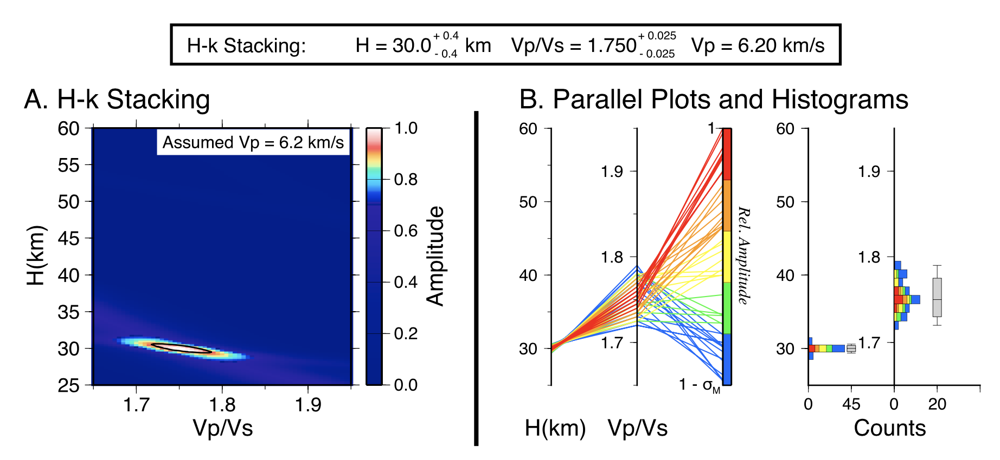 H-k Stacking: H = 30.0 + 0.4 - 0.4 km Vp/Vs = 1.750 + 0.025 - 0.025 Vp = 6.20 km/s
A. H-k Stacking
Assumed Vp = 6.2 km/s
60
55
50
45
40
35
30
25
H(km)
1.7 1.8 1.9
Vp/Vs
1.0
0.8
0.6
0.4
0.2
0.0
Amplitude
B. Parallel Plots and Histograms
60
50
40
30
1.9
1.8
1.7
1
1 - σM
Rel. Amplitude
H(km) Vp/Vs
60
50
40
30
1.9
1.8
1.7
0 45 0 20
Counts